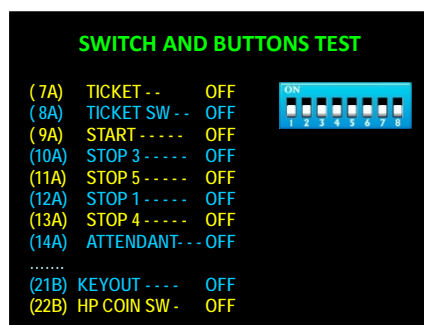 SWITCH AND BUTTONS TEST
( 7A) TICKET - - OFF
( 8A) TICKET SW - - OFF
( 9A) START - - - - - OFF
(10A) STOP 3 - - - - - OFF
(11A) STOP 5 - - - - - OFF
(12A) STOP 1 - - - - - OFF
(13A) STOP 4 - - - - - OFF
(14A) ATTENDANT- - - OFF
.......
(21B) KEYOUT - - - - OFF
(22B) HP COIN SW - OFF
ON
1 2 3 4 5 6 7 8